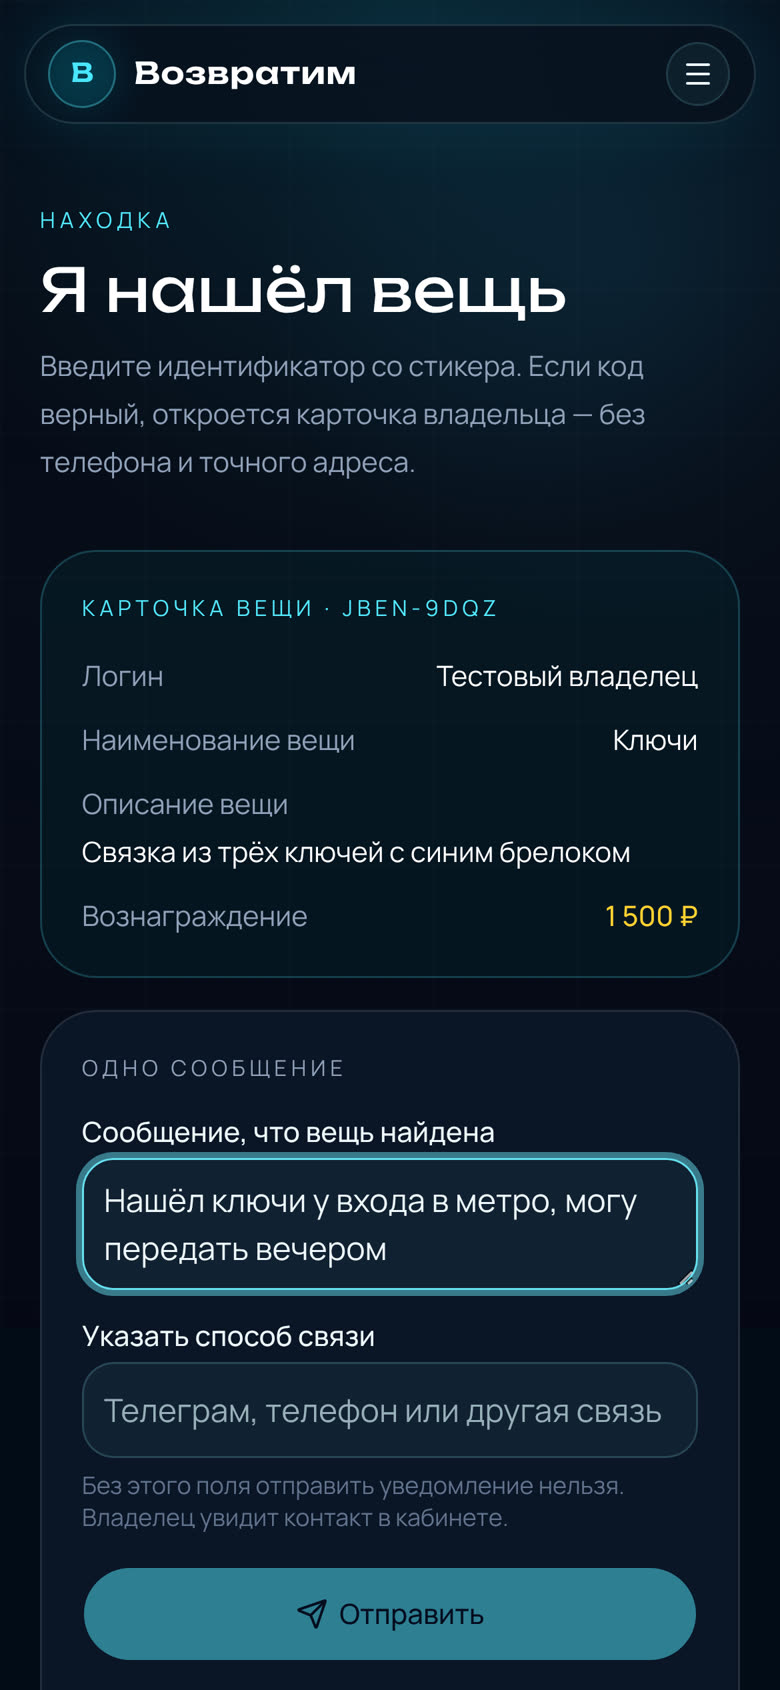 В Возвратим
НАХОДКА
Я нашёл вещь
Введите идентификатор со стикера. Если код
верный, откроется карточка владельца — без
телефона и точного адреса.
КАРТОЧКА ВЕЩИ · JBEN-9DQZ
Логин Тестовый владелец
Наименование вещи Ключи
Описание вещи
Связка из трёх ключей с синим брелоком
Вознаграждение 1 500 ₽
ОДНО СООБЩЕНИЕ
Сообщение, что вещь найдена
Нашёл ключи у входа в метро, могу
передать вечером
Указать способ связи
Телеграм, телефон или другая связь
Без этого поля отправить уведомление нельзя.
Владелец увидит контакт в кабинете.
Отправить